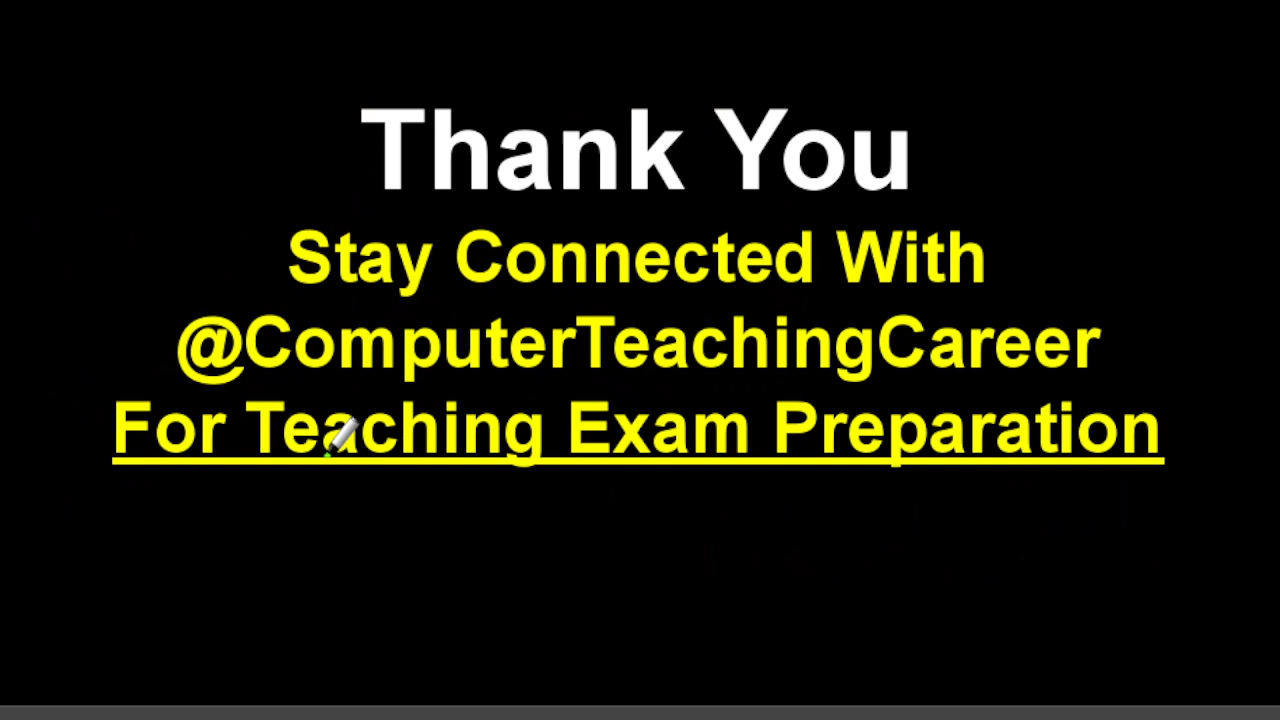 Thank You
Stay Connected With
@ComputerTeachingCareer
For Teaching Exam Preparation